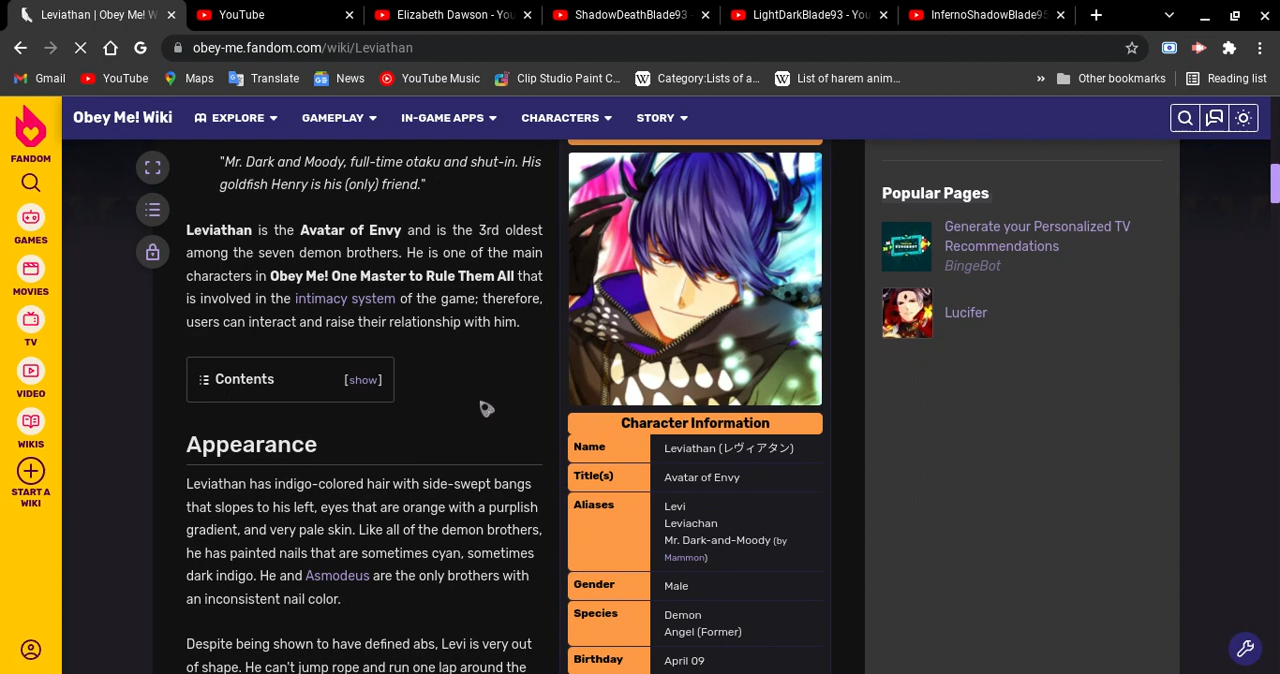 Leviathan | Obey Me! W
YouTube
Elizabeth Dawson - You
ShadowDeathBlade93 -
LightDarkBlade93 - You
InfernoShadowBlade95
obey-me.fandom.com/wiki/Leviathan
Gmail
YouTube
Maps
Translate
News
YouTube Music
Clip Studio Paint C...
Category:Lists of a...
List of harem anim...
»
Other bookmarks
Reading list
FANDOM
GAMES
MOVIES
TV
VIDEO
WIKIS
START A
WIKI
Obey Me! Wiki
EXPLORE
GAMEPLAY
IN-GAME APPS
CHARACTERS
STORY
"Mr. Dark and Moody, full-time otaku and shut-in. His
goldfish Henry is his (only) friend."
Leviathan is the Avatar of Envy and is the 3rd oldest
among the seven demon brothers. He is one of the main
characters in Obey Me! One Master to Rule Them All that
is involved in the intimacy system of the game; therefore,
users can interact and raise their relationship with him.
Contents [show]
Appearance
Leviathan has indigo-colored hair with side-swept bangs
that slopes to his left, eyes that are orange with a purplish
gradient, and very pale skin. Like all of the demon brothers,
he has painted nails that are sometimes cyan, sometimes
dark indigo. He and Asmodeus are the only brothers with
an inconsistent nail color.
Despite being shown to have defined abs, Levi is very out
of shape. He can't jump rope and run one lap around the
Character Information
Name Leviathan (レヴィアタン)
Title(s) Avatar of Envy
Aliases Levi
Leviachan
Mr. Dark-and-Moody (by
Mammon)
Gender Male
Species Demon
Angel (Former)
Birthday April 09
Popular Pages
Generate your Personalized TV
Recommendations
BingeBot
Lucifer